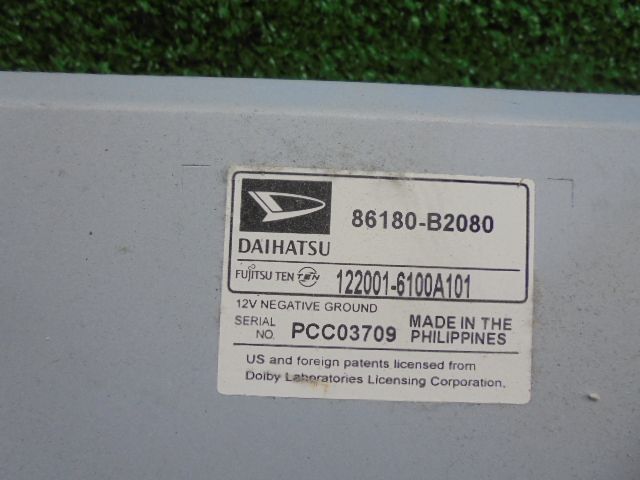 86180-B2080
DAIHATSU
FUJITSU TEN TEN 122001-6100A101
12V NEGATIVE GROUND
SERIAL NO. PCC03709 MADE IN THE PHILIPPINES
US and foreign patents licensed from
Dolby Laboratories Licensing Corporation.